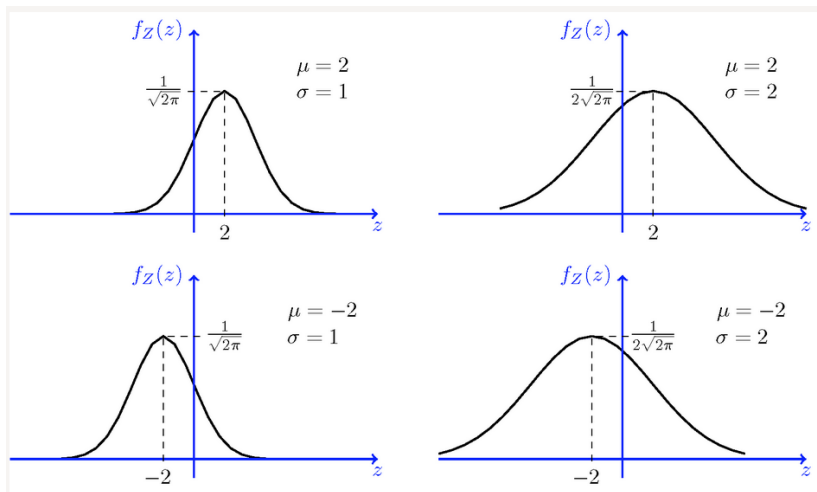 f_Z(z)
μ = 2
σ = 1
1/√2π
2
z
f_Z(z)
μ = 2
σ = 2
1/2√2π
2
z
f_Z(z)
μ = −2
σ = 1
1/√2π
−2
z
f_Z(z)
μ = −2
σ = 2
1/2√2π
−2
z